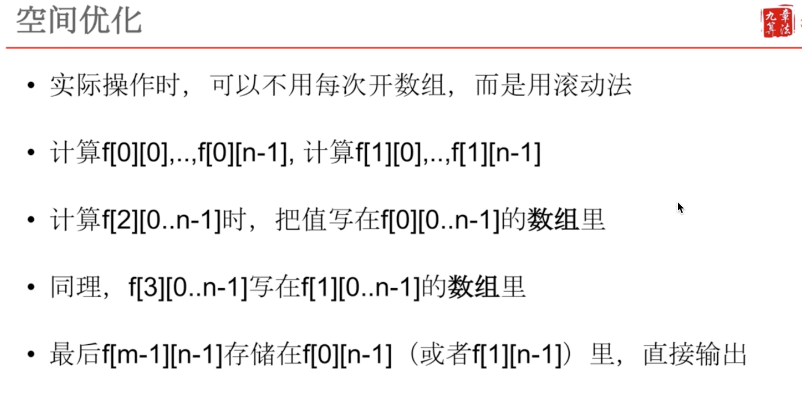 空间优化
九章算法
• 实际操作时，可以不用每次开数组，而是用滚动法
• 计算f[0][0],..,f[0][n-1], 计算f[1][0],..,f[1][n-1]
• 计算f[2][0..n-1]时，把值写在f[0][0..n-1]的数组里
• 同理，f[3][0..n-1]写在f[1][0..n-1]的数组里
• 最后f[m-1][n-1]存储在f[0][n-1]（或者f[1][n-1]）里，直接输出